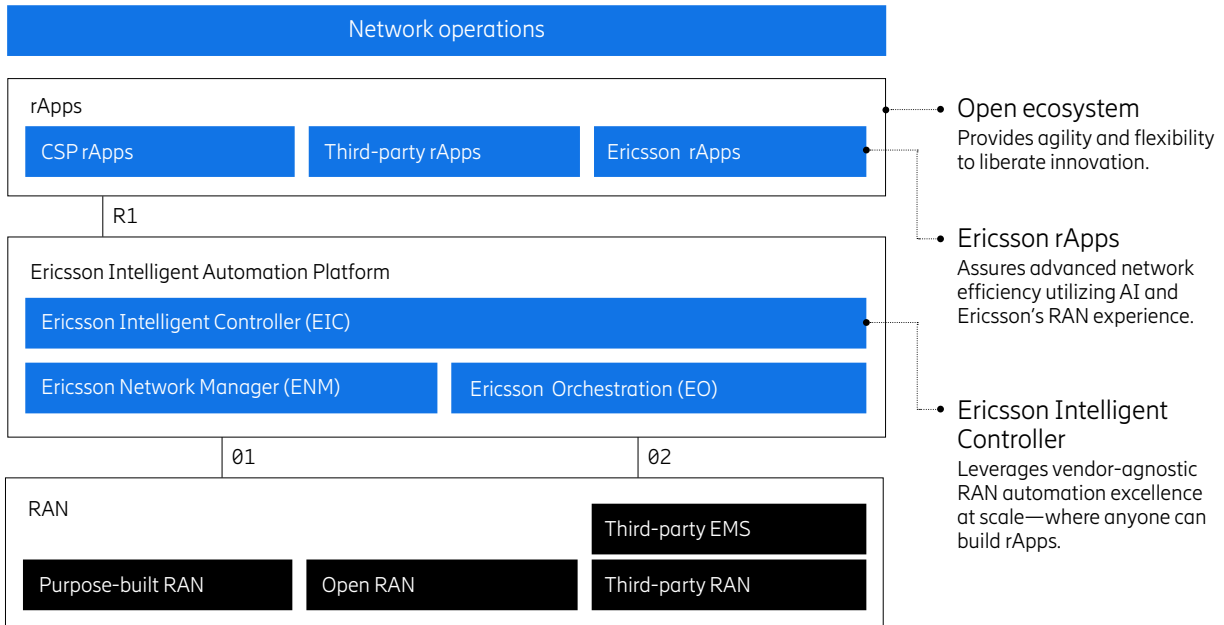 Network operations
rApps
CSP rApps
Third-party rApps
Ericsson rApps
R1
Ericsson Intelligent Automation Platform
Ericsson Intelligent Controller (EIC)
Ericsson Network Manager (ENM)
Ericsson Orchestration (EO)
01
02
RAN
Third-party EMS
Purpose-built RAN
Open RAN
Third-party RAN
Open ecosystem
Provides agility and flexibility
to liberate innovation.
Ericsson rApps
Assures advanced network
efficiency utilizing AI and
Ericsson's RAN experience.
Ericsson Intelligent
Controller
Leverages vendor-agnostic
RAN automation excellence
at scale—where anyone can
build rApps.